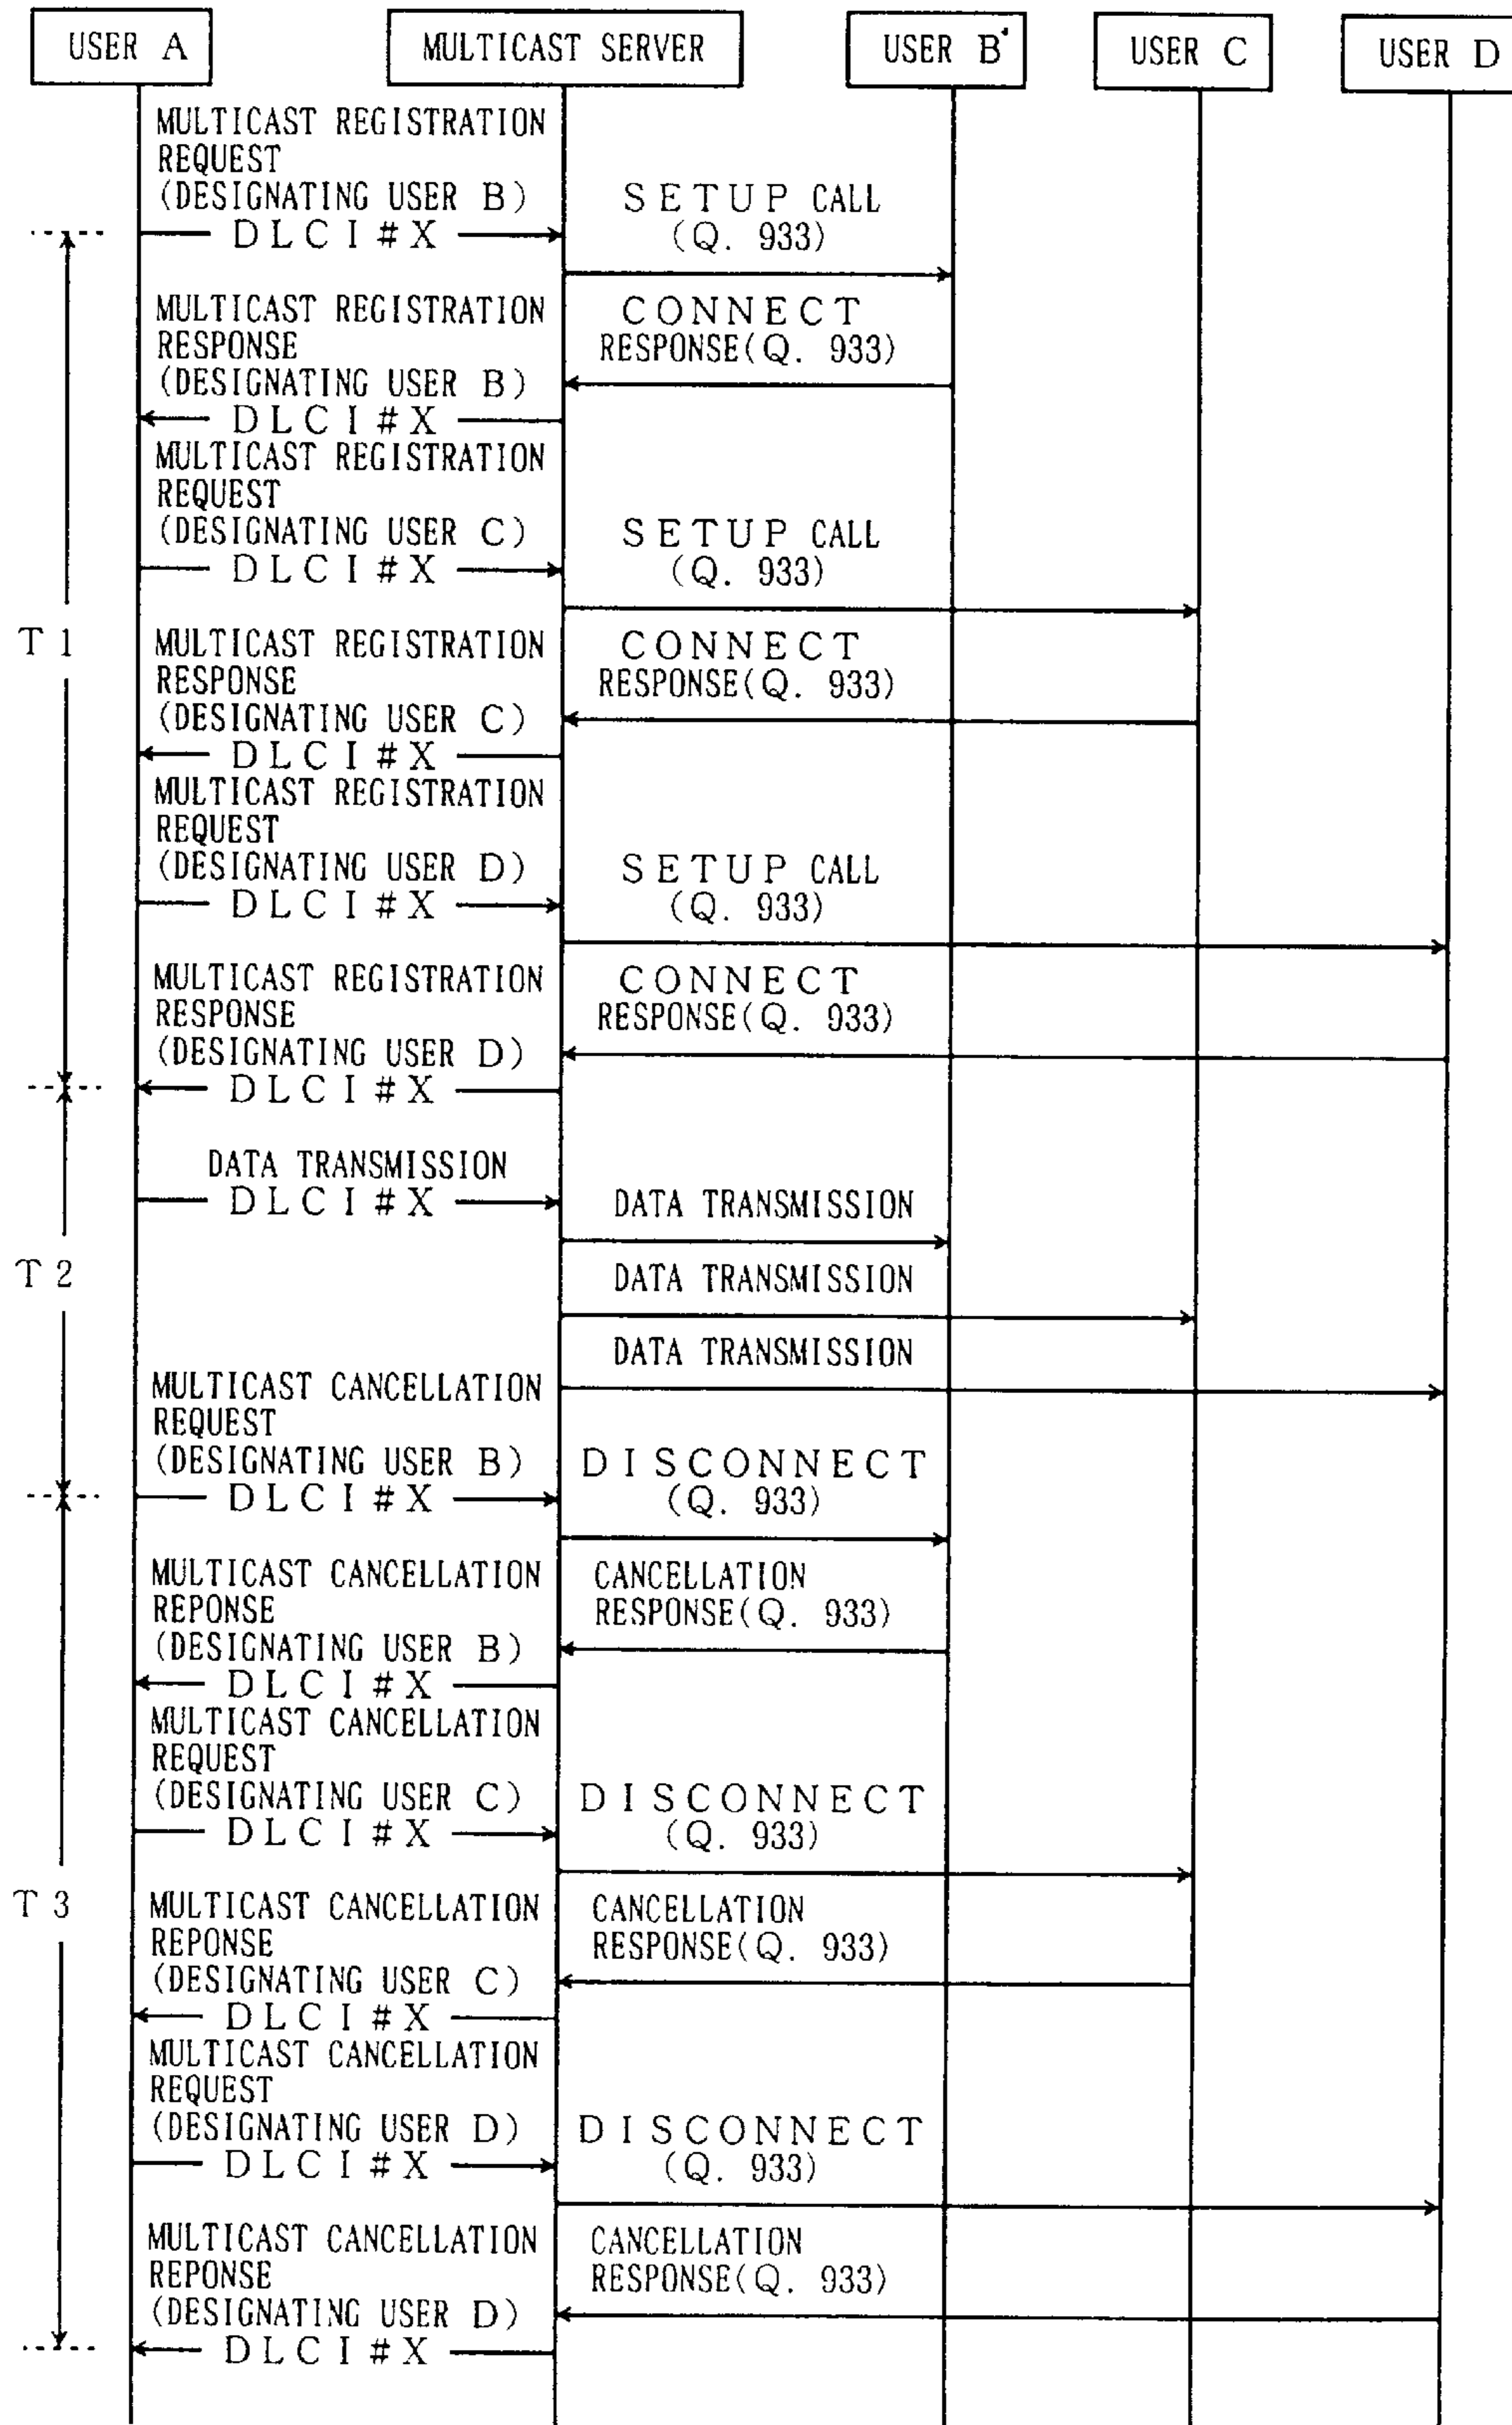 USER A
MULTICAST SERVER
USER B
USER C
USER D
MULTICAST REGISTRATION
REQUEST
(DESIGNATING USER B)
DLCI#X
SETUP CALL
(Q. 933)
MULTICAST REGISTRATION
RESPONSE
(DESIGNATING USER B)
DLCI#X
CONNECT
RESPONSE(Q. 933)
MULTICAST REGISTRATION
REQUEST
(DESIGNATING USER C)
DLCI#X
SETUP CALL
(Q. 933)
T1
MULTICAST REGISTRATION
RESPONSE
(DESIGNATING USER C)
DLCI#X
CONNECT
RESPONSE(Q. 933)
MULTICAST REGISTRATION
REQUEST
(DESIGNATING USER D)
DLCI#X
SETUP CALL
(Q. 933)
MULTICAST REGISTRATION
RESPONSE
(DESIGNATING USER D)
DLCI#X
CONNECT
RESPONSE(Q. 933)
DATA TRANSMISSION
DLCI#X
DATA TRANSMISSION
T2
DATA TRANSMISSION
DATA TRANSMISSION
MULTICAST CANCELLATION
REQUEST
(DESIGNATING USER B)
DLCI#X
DISCONNECT
(Q. 933)
MULTICAST CANCELLATION
REPONSE
(DESIGNATING USER B)
DLCI#X
CANCELLATION
RESPONSE(Q. 933)
MULTICAST CANCELLATION
REQUEST
(DESIGNATING USER C)
DLCI#X
DISCONNECT
(Q. 933)
T3
MULTICAST CANCELLATION
REPONSE
(DESIGNATING USER C)
DLCI#X
CANCELLATION
RESPONSE(Q. 933)
MULTICAST CANCELLATION
REQUEST
(DESIGNATING USER D)
DLCI#X
DISCONNECT
(Q. 933)
MULTICAST CANCELLATION
REPONSE
(DESIGNATING USER D)
DLCI#X
CANCELLATION
RESPONSE(Q. 933)